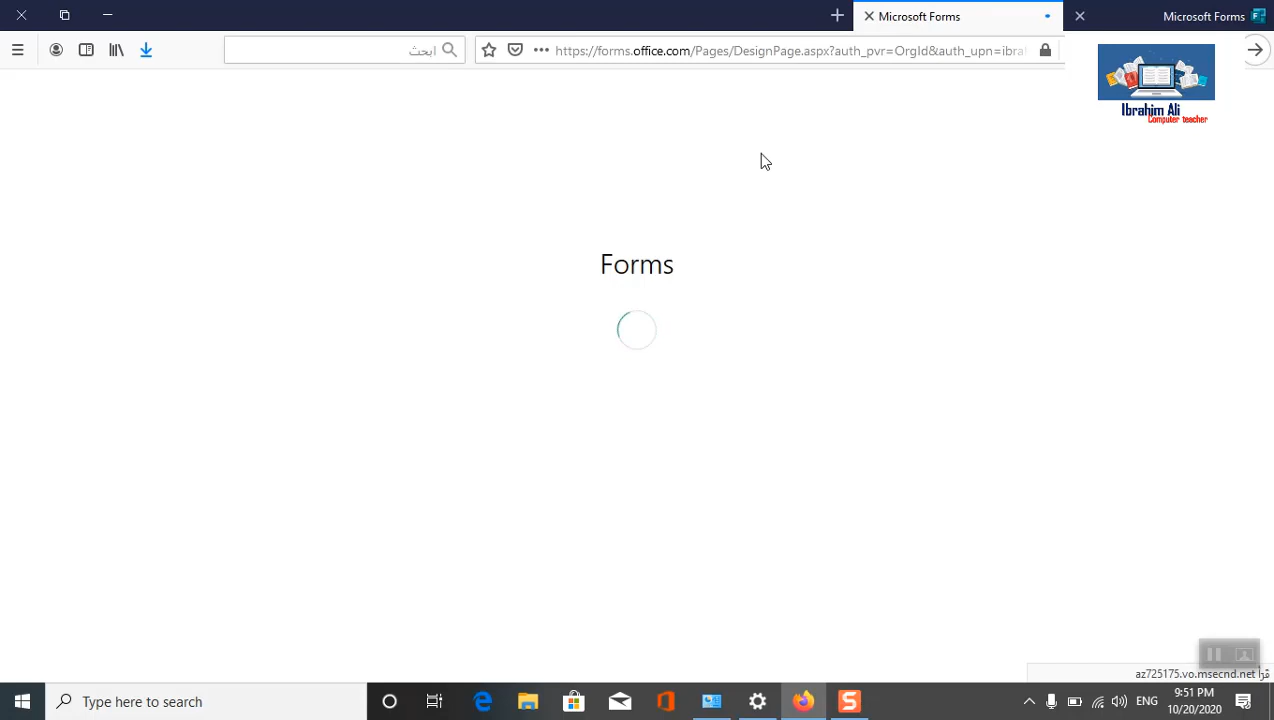 Microsoft Forms
Microsoft Forms
ابحث
https://forms.office.com/Pages/DesignPage.aspx?auth_pvr=OrgId&auth_upn=ibra
Ibrahim Ali
Computer teacher
Forms
قرا az725175.vo.msecnd.net
Type here to search
ENG
9:51 PM
10/20/2020